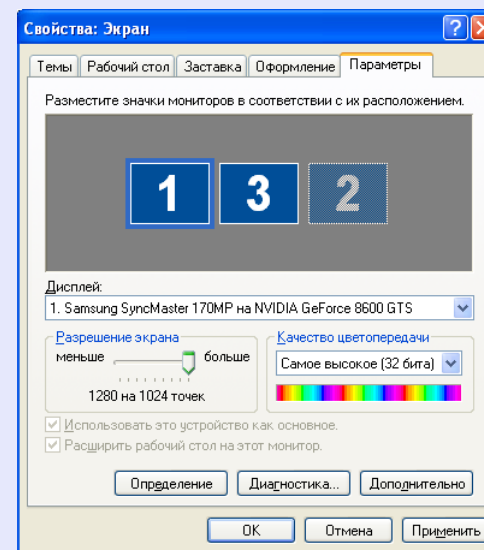 Свойства: Экран
Темы Рабочий стол Заставка Оформление Параметры
Разместите значки мониторов в соответствии с их расположением.
1 3 2
Дисплей:
1. Samsung SyncMaster 170MP на NVIDIA GeForce 8600 GTS
Разрешение экрана Качество цветопередачи
меньше больше Самое высокое (32 бита)
1280 на 1024 точек
Использовать это устройство как основное.
Расширить рабочий стол на этот монитор.
Определение Диагностика... Дополнительно
ОК Отмена Применить